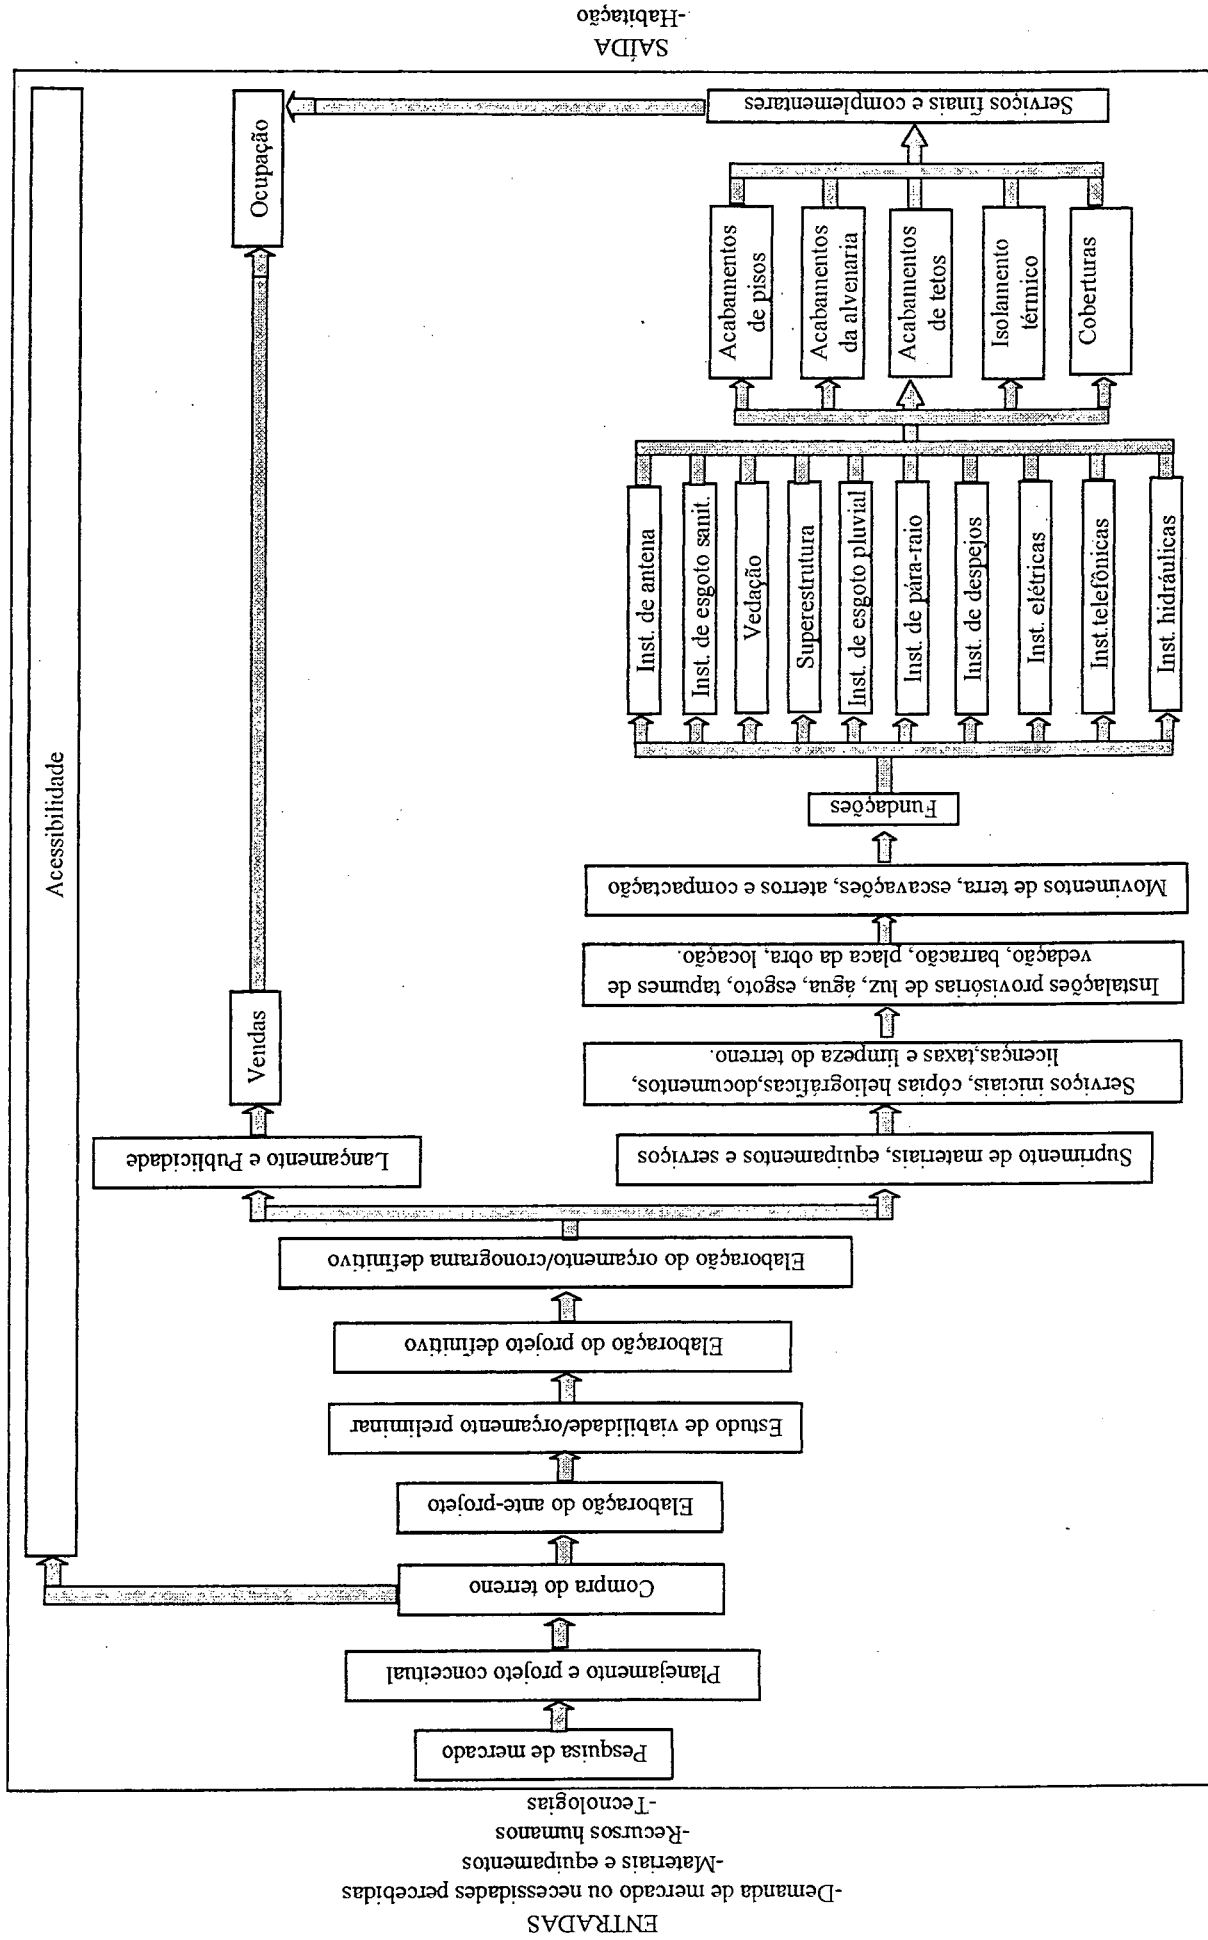 ENTRADAS
-Demanda de mercado ou necessidades percebidas
-Materiais e equipamentos
-Recursos humanos
-Tecnologias
Pesquisa de mercado
Planejamento e projeto conceitual
Compra do terreno
Acessibilidade
Elaboração do ante-projeto
Estudo de viabilidade/orçamento preliminar
Elaboração do projeto definitivo
Elaboração do orçamento/cronograma definitivo
Lançamento e Publicidade
Vendas
Ocupação
Suprimento de materiais, equipamentos e serviços
Serviços iniciais, cópias heliográficas,documentos,
licenças,taxas e limpeza do terreno.
Instalações provisórias de luz, água, esgoto, tapumes de
vedação, barracão, placa da obra, locação.
Movimentos de terra, escavações, aterros e compactação
Fundações
Inst. de antena
Inst. de esgoto sanit.
Vedação
Superestrutura
Inst. de esgoto pluvial
Inst. de pára-raio
Inst. de despejos
Inst. elétricas
Inst.telefônicas
Inst. hidráulicas
Acabamentos
de pisos
Acabamentos
da alvenaria
Acabamentos
de tetos
Isolamento
térmico
Coberturas
Serviços finais e complementares
SAÍDA
-Habitação